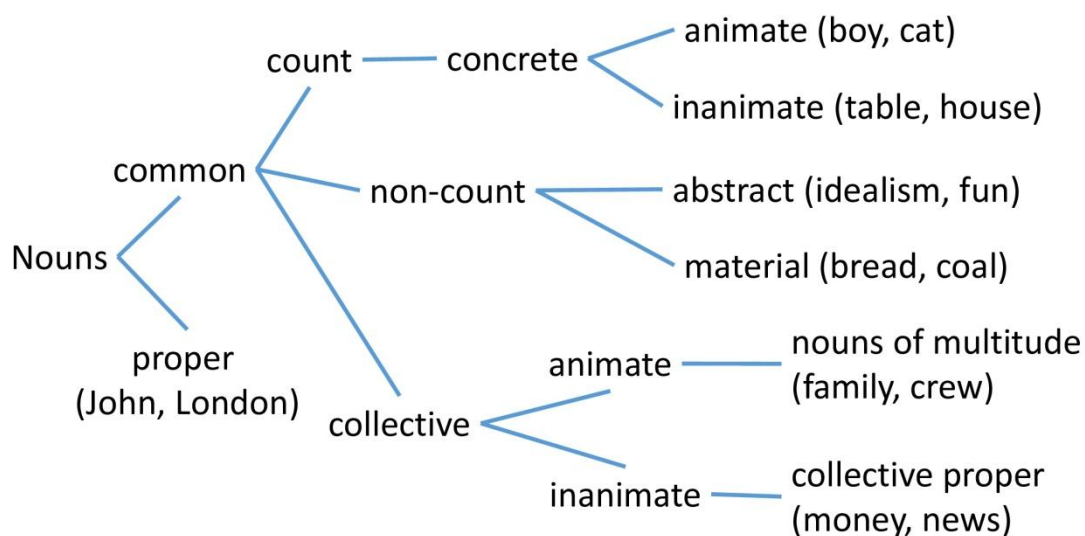 animate (boy, cat)
count
concrete
inanimate (table, house)
common
non-count
abstract (idealism, fun)
Nouns
material (bread, coal)
proper
(John, London)
animate
nouns of multitude
(family, crew)
collective
inanimate
collective proper
(money, news)